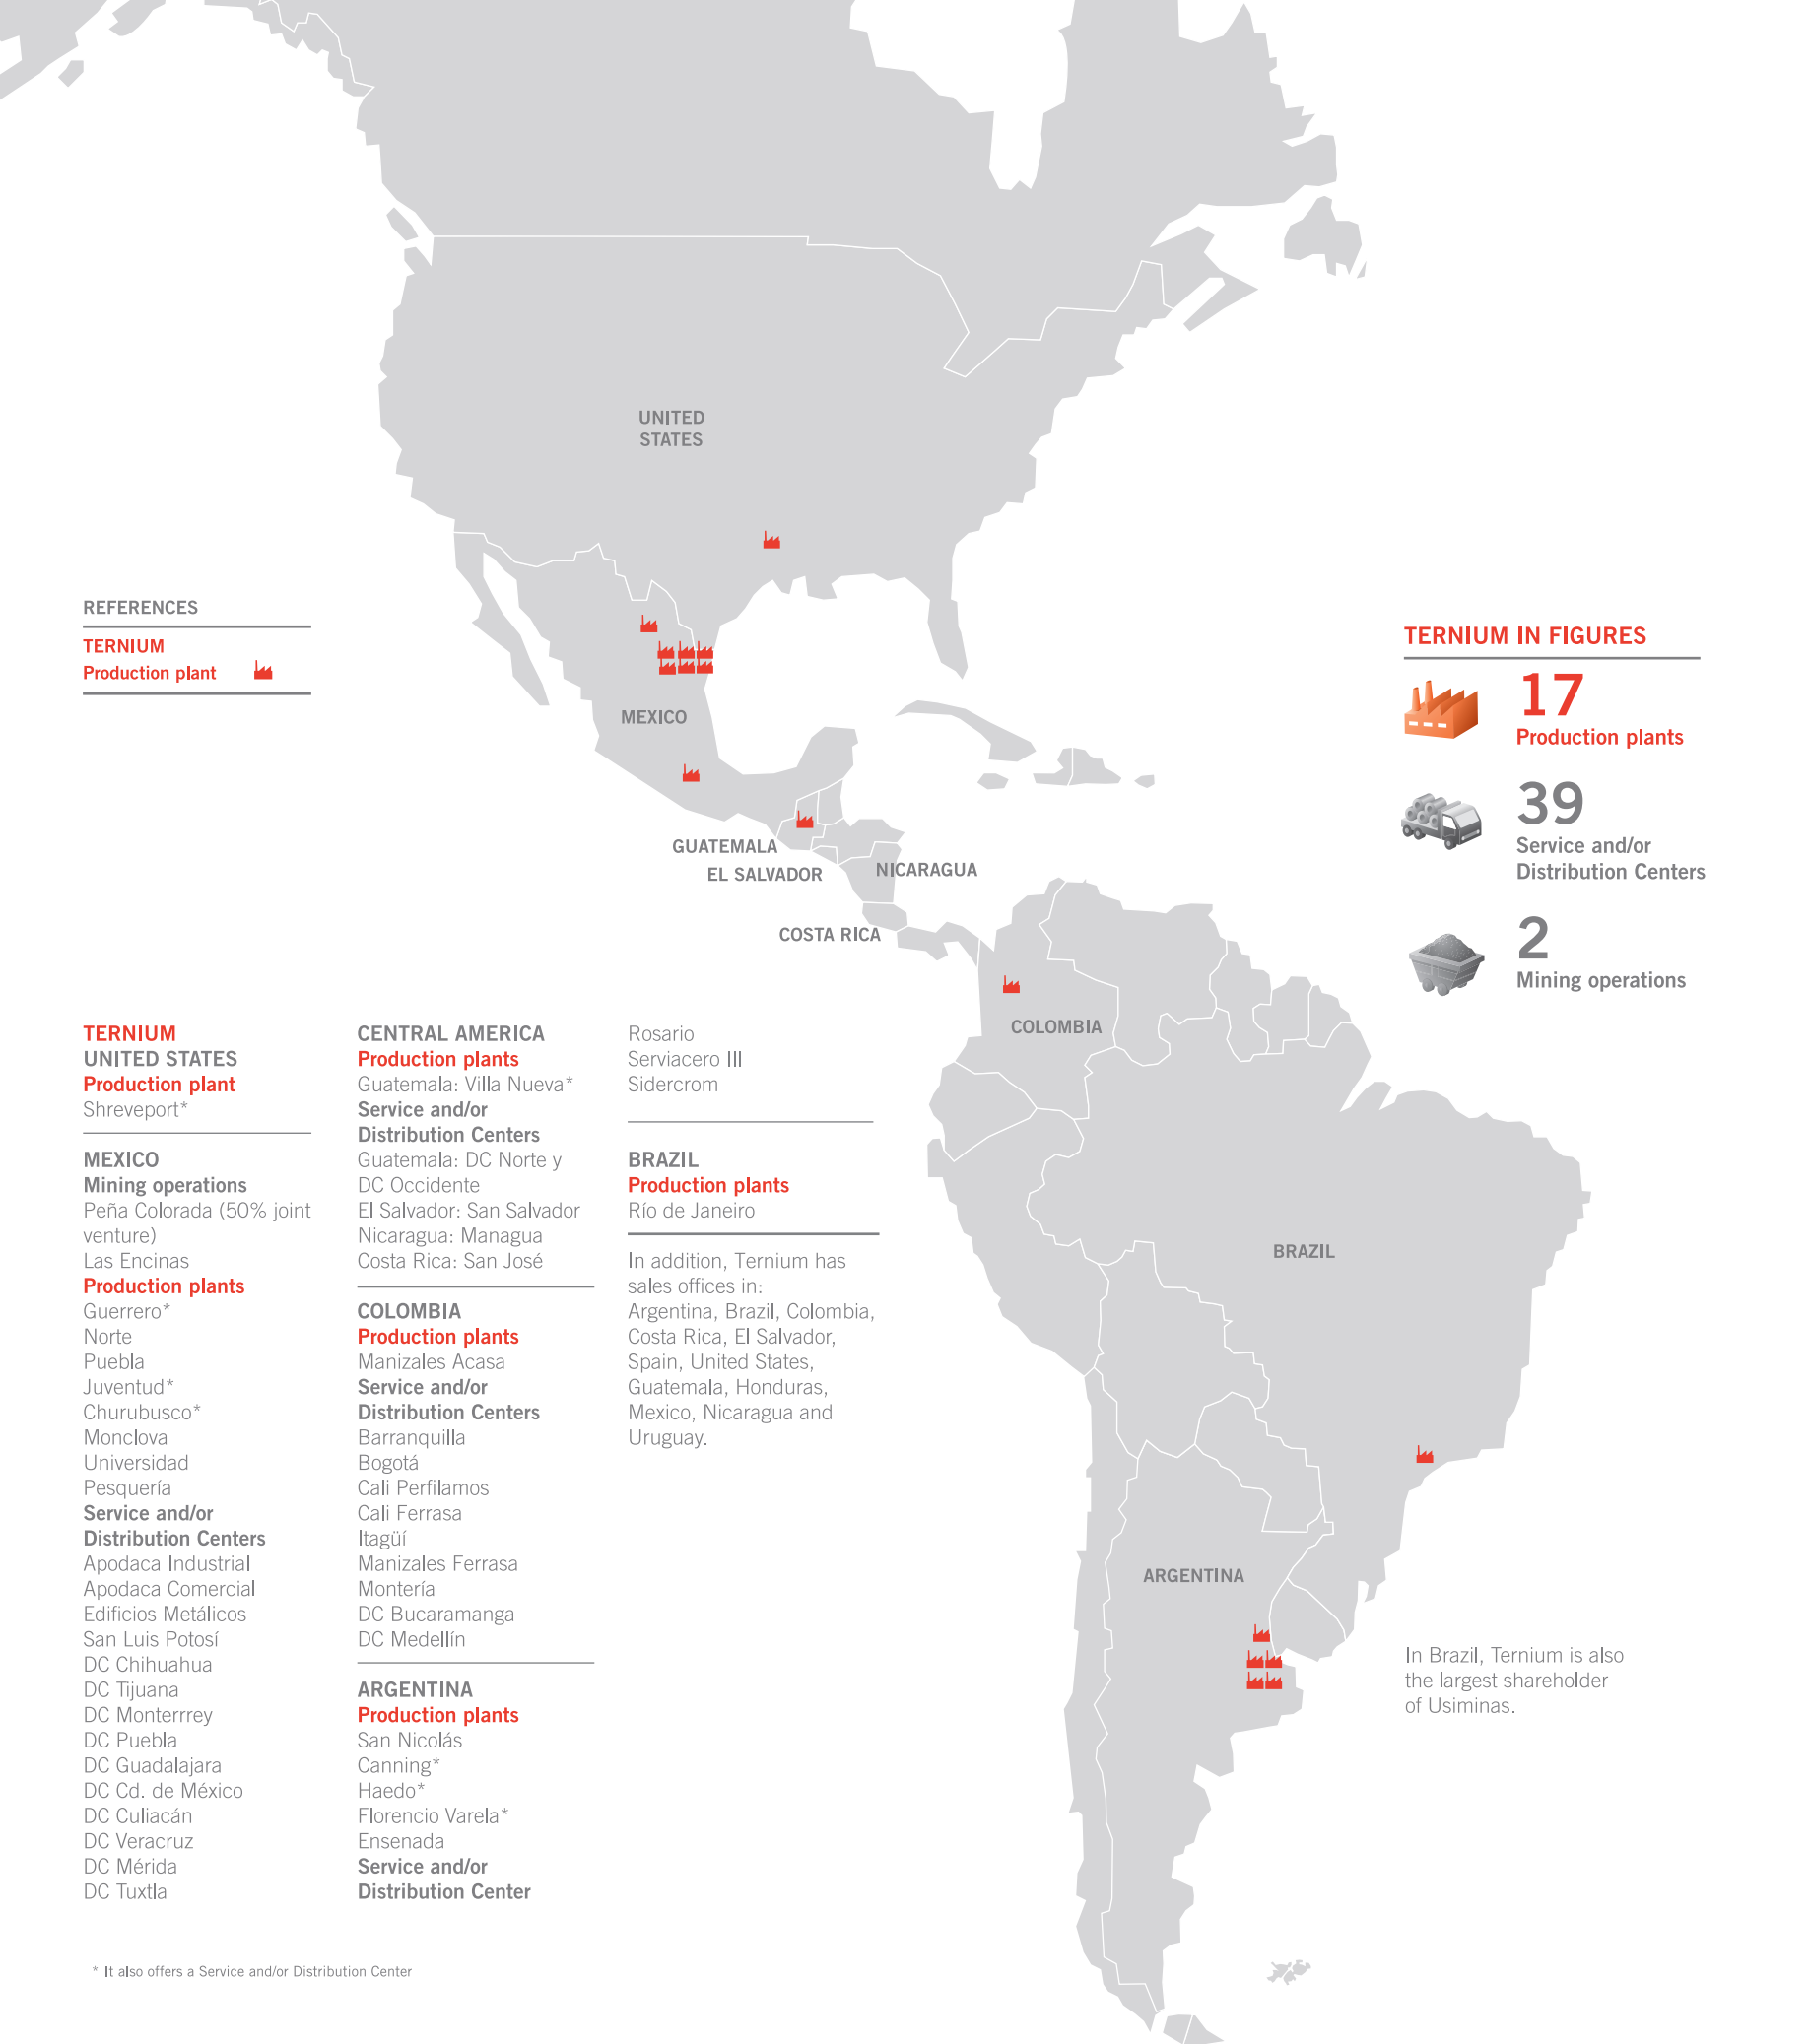 UNITED
STATES
REFERENCES
TERNIUM
Production plant
MEXICO
GUATEMALA
EL SALVADOR
NICARAGUA
COSTA RICA
COLOMBIA
BRAZIL
ARGENTINA
TERNIUM IN FIGURES
17
Production plants
39
Service and/or
Distribution Centers
2
Mining operations
TERNIUM
UNITED STATES
Production plant
Shreveport*
MEXICO
Mining operations
Peña Colorada (50% joint
venture)
Las Encinas
Production plants
Guerrero*
Norte
Puebla
Juventud*
Churubusco*
Monclova
Universidad
Pesquería
Service and/or
Distribution Centers
Apodaca Industrial
Apodaca Comercial
Edificios Metálicos
San Luis Potosí
DC Chihuahua
DC Tijuana
DC Monterrrey
DC Puebla
DC Guadalajara
DC Cd. de México
DC Culiacán
DC Veracruz
DC Mérida
DC Tuxtla
CENTRAL AMERICA
Production plants
Guatemala: Villa Nueva*
Service and/or
Distribution Centers
Guatemala: DC Norte y
DC Occidente
El Salvador: San Salvador
Nicaragua: Managua
Costa Rica: San José
COLOMBIA
Production plants
Manizales Acasa
Service and/or
Distribution Centers
Barranquilla
Bogotá
Cali Perfilamos
Cali Ferrasa
Itagüí
Manizales Ferrasa
Montería
DC Bucaramanga
DC Medellín
ARGENTINA
Production plants
San Nicolás
Canning*
Haedo*
Florencio Varela*
Ensenada
Service and/or
Distribution Center
Rosario
Serviacero III
Sidercrom
BRAZIL
Production plants
Río de Janeiro
In addition, Ternium has
sales offices in:
Argentina, Brazil, Colombia,
Costa Rica, El Salvador,
Spain, United States,
Guatemala, Honduras,
Mexico, Nicaragua and
Uruguay.
In Brazil, Ternium is also
the largest shareholder
of Usiminas.
* It also offers a Service and/or Distribution Center